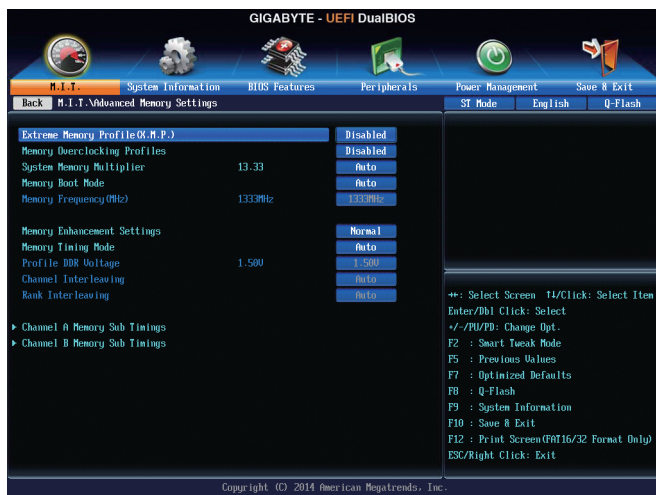 GIGABYTE - UEFI DualBIOS
M.I.T. System Information BIOS Features Peripherals Power Management Save & Exit
Back M.I.T.\Advanced Memory Settings ST Mode English Q-Flash
Extreme Memory Profile(X.M.P.) Disabled
Memory Overclocking Profiles Disabled
System Memory Multiplier 13.33 Auto
Memory Boot Mode Auto
Memory Frequency(MHz) 1333MHz 1333MHz
Memory Enhancement Settings Normal
Memory Timing Mode Auto
Profile DDR Voltage 1.50V 1.50V
Channel Interleaving Auto
Rank Interleaving Auto
Channel A Memory Sub Timings
Channel B Memory Sub Timings
→←: Select Screen ↑↓/Click: Select Item
Enter/Dbl Click: Select
+/-/PU/PD: Change Opt.
F2 : Smart Tweak Mode
F5 : Previous Values
F7 : Optimized Defaults
F8 : Q-Flash
F9 : System Information
F10 : Save & Exit
F12 : Print Screen(FAT16/32 Format Only)
ESC/Right Click: Exit
Copyright (C) 2014 American Megatrends, Inc.